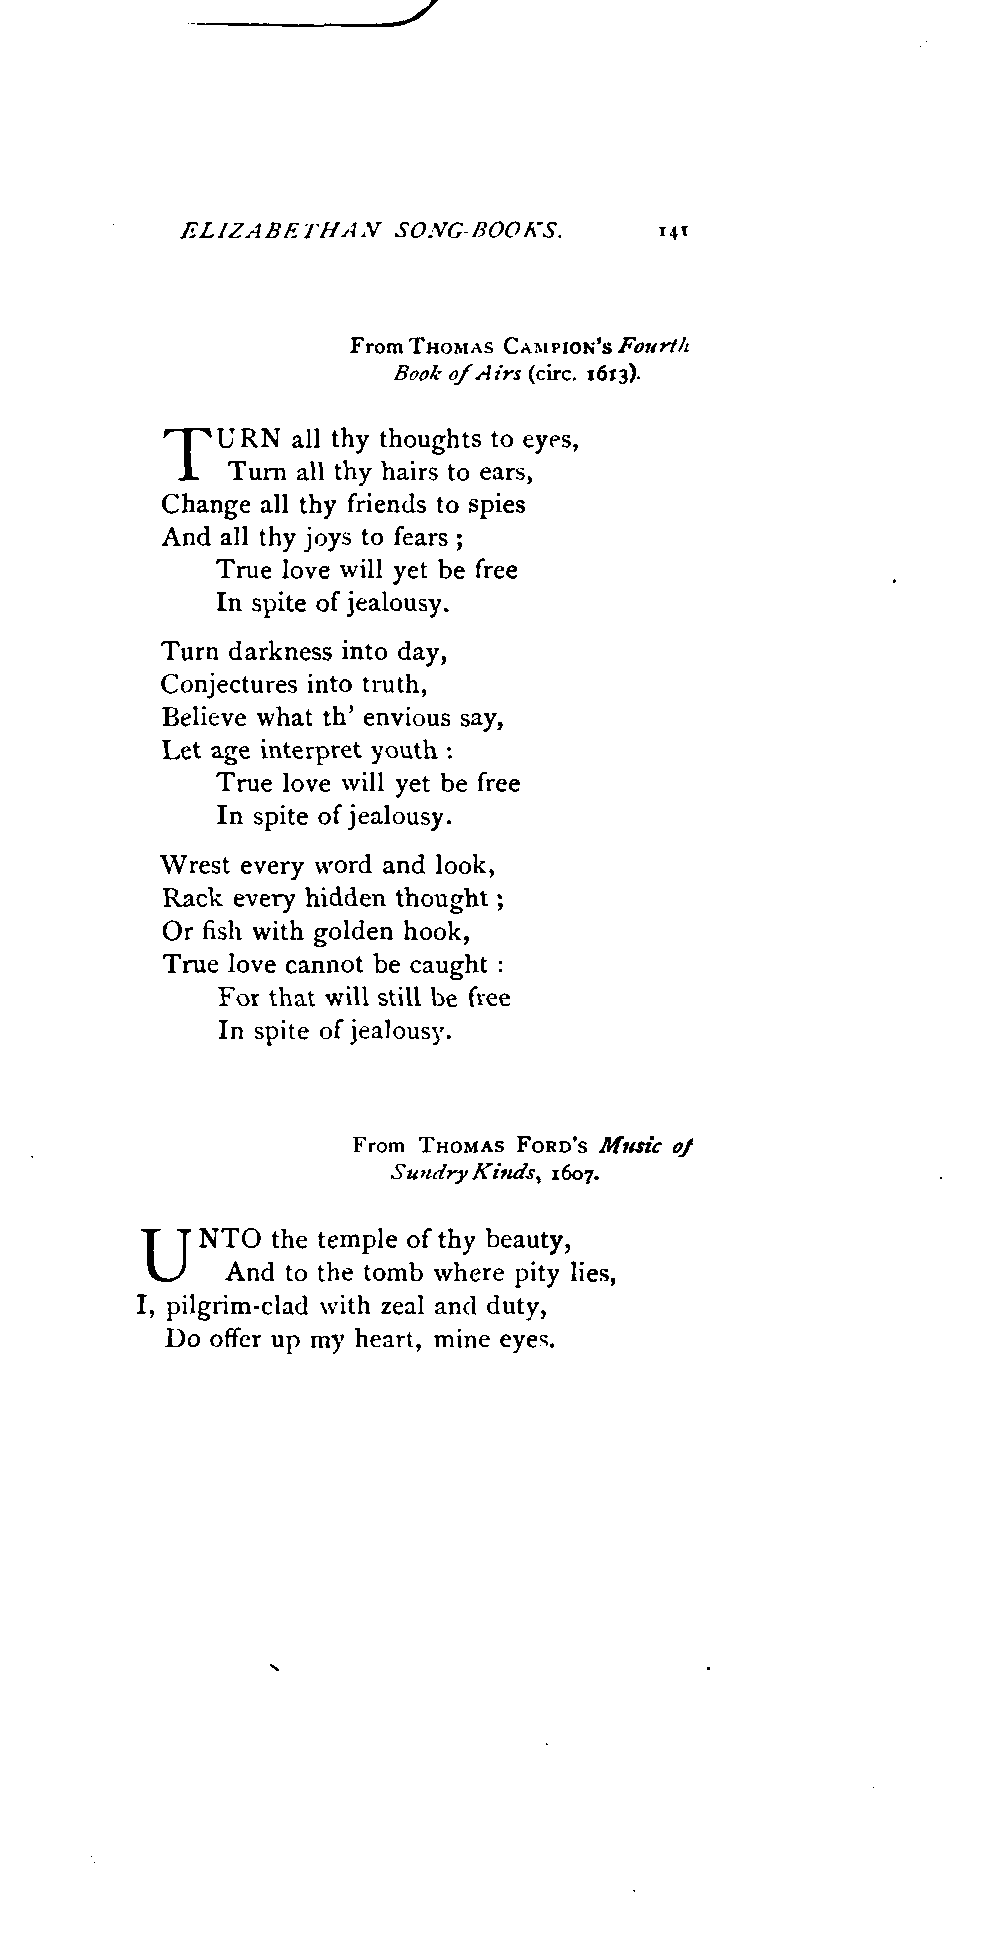 ELIZABETHAN SONG-BOOKS. 141
From THOMAS CAMPION'S Fourth
Book of Airs (circ. 1613).
TURN all thy thoughts to eyes,
Turn all thy hairs to ears,
Change all thy friends to spies
And all thy joys to fears ;
True love will yet be free
In spite of jealousy.
Turn darkness into day,
Conjectures into truth,
Believe what th' envious say,
Let age interpret youth :
True love will yet be free
In spite of jealousy.
Wrest every word and look,
Rack every hidden thought ;
Or fish with golden hook,
True love cannot be caught :
For that will still be free
In spite of jealousy.
From THOMAS FORD'S Music of
Sundry Kinds, 1607.
UNTO the temple of thy beauty,
And to the tomb where pity lies,
I, pilgrim-clad with zeal and duty,
Do offer up my heart, mine eyes.